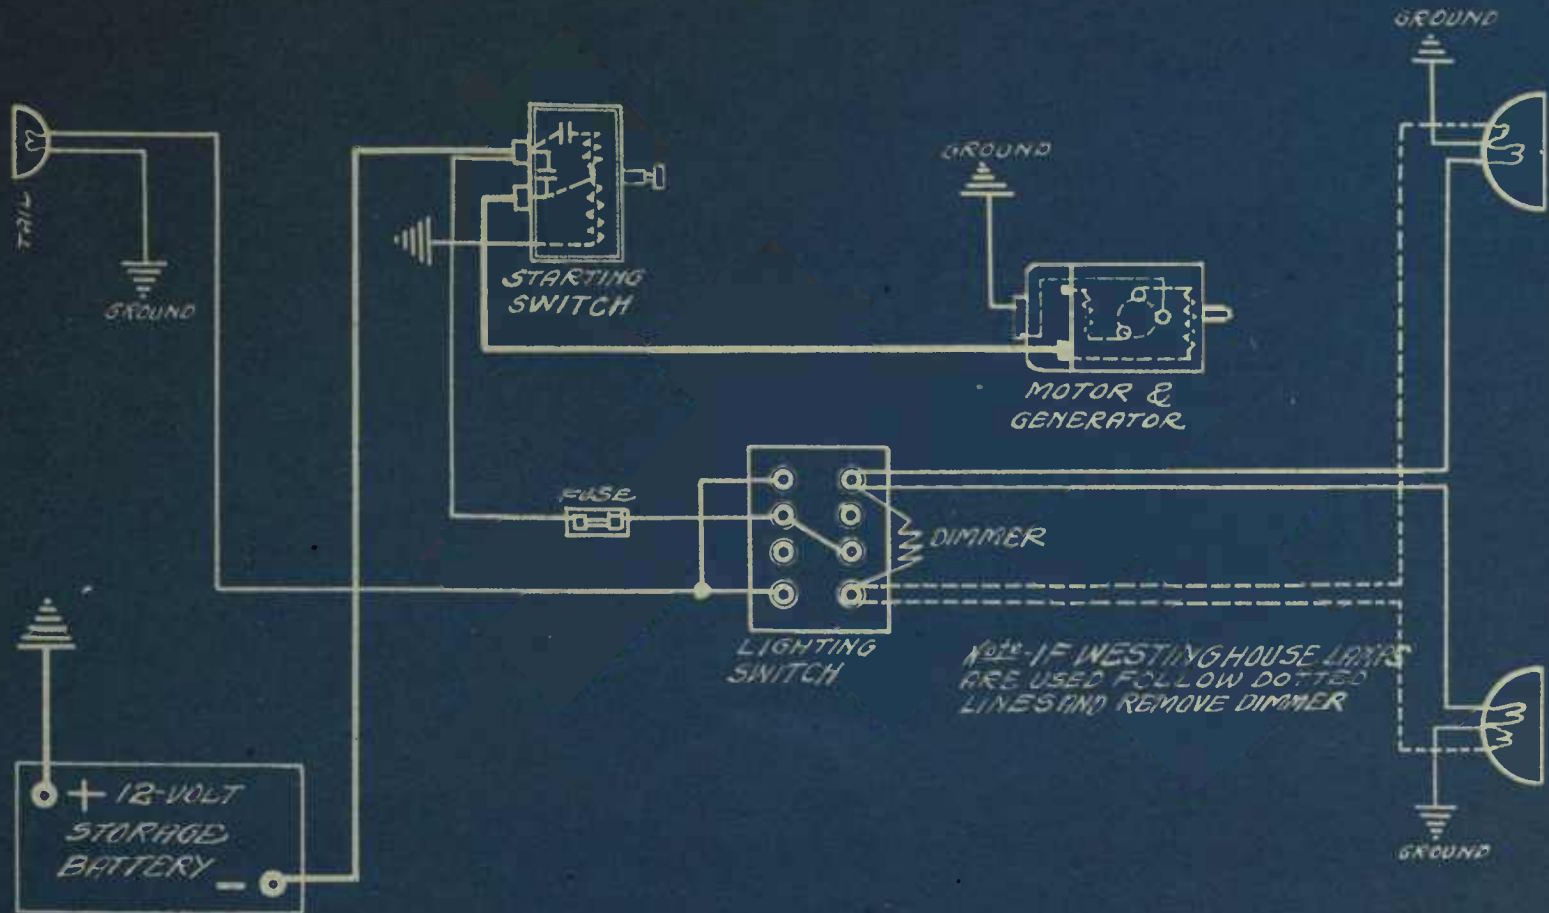 GROUND
GROUND
TAIL
GROUND
STARTING
SWITCH
MOTOR &
GENERATOR
FUSE
DIMMER
LIGHTING
SWITCH
Note-IF WESTINGHOUSE LAMPS
ARE USED FOLLOW DOTTED
LINES AND REMOVE DIMMER
+ 12-VOLT
STORAGE
BATTERY -
GROUND